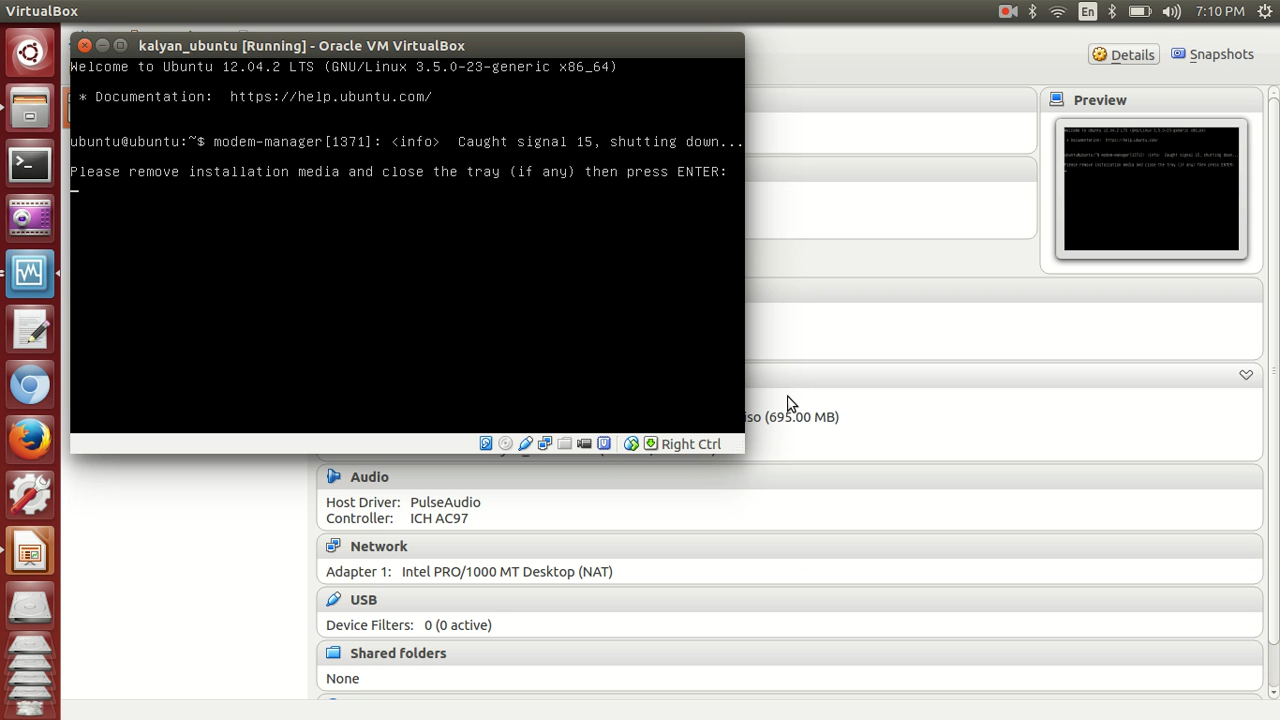 VirtualBox
En
7:10 PM
kalyan_ubuntu [Running] - Oracle VM VirtualBox
Details
Snapshots
Welcome to Ubuntu 12.04.2 LTS (GNU/Linux 3.5.0-23-generic x86_64)
* Documentation:  https://help.ubuntu.com/
ubuntu@ubuntu:~$ modem-manager[1371]: <info>  Caught signal 15, shutting down...
Please remove installation media and close the tray (if any) then press ENTER:
Preview
iso (695.00 MB)
Right Ctrl
Audio
Host Driver: PulseAudio
Controller: ICH AC97
Network
Adapter 1: Intel PRO/1000 MT Desktop (NAT)
USB
Device Filters: 0 (0 active)
Shared folders
None